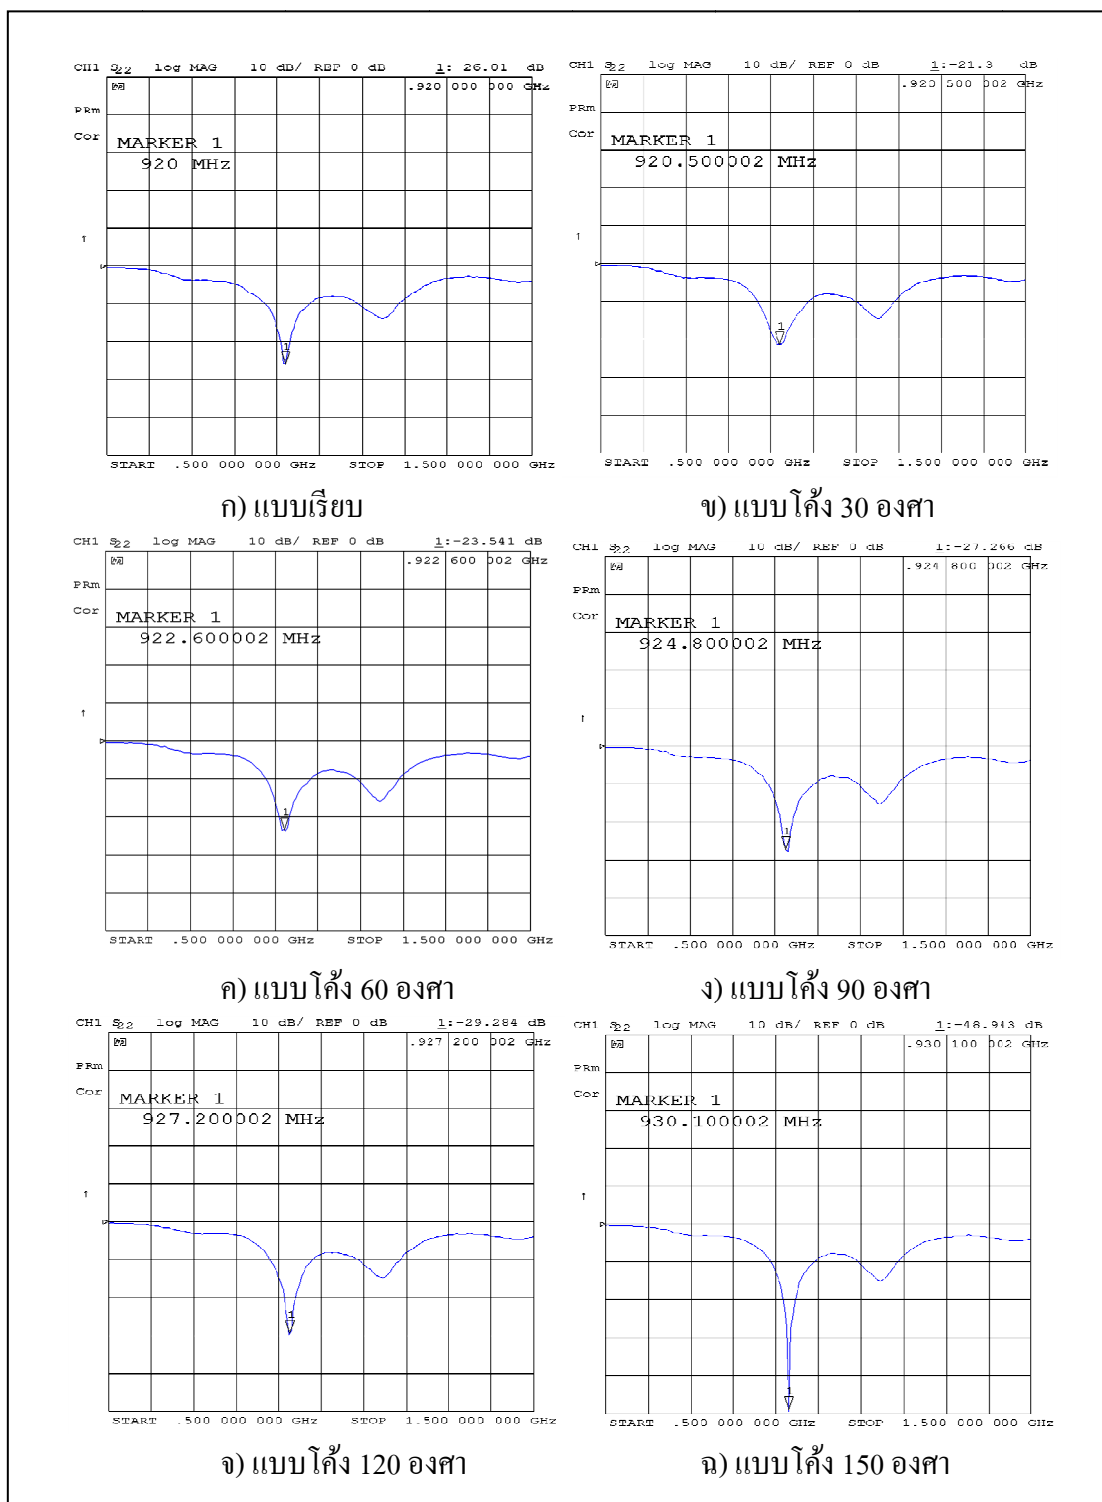 CH1 S22 log MAG 10 dB/ REF 0 dB 1: 26.01 dB
.920 000 000 GHz
PRm
Cor
MARKER 1
920 MHz
1
START .500 000 000 GHz STOP 1.500 000 000 GHz
ก) แบบเรียบ
CH1 S22 log MAG 10 dB/ REF 0 dB 1:-21.3 dB
.920 500 002 GHz
PRm
Cor
MARKER 1
920.500002 MHz
1
START .500 000 000 GHz STOP 1.500 000 000 GHz
ข) แบบโค้ง 30 องศา
CH1 S22 log MAG 10 dB/ REF 0 dB 1:-23.541 dB
.922 600 002 GHz
PRm
Cor
MARKER 1
922.600002 MHz
1
START .500 000 000 GHz STOP 1.500 000 000 GHz
ค) แบบโค้ง 60 องศา
CH1 S22 log MAG 10 dB/ REF 0 dB 1:-27.266 dB
.924 800 002 GHz
PRm
Cor
MARKER 1
924.800002 MHz
1
START .500 000 000 GHz STOP 1.500 000 000 GHz
ง) แบบโค้ง 90 องศา
CH1 S22 log MAG 10 dB/ REF 0 dB 1:-29.284 dB
.927 200 002 GHz
PRm
Cor
MARKER 1
927.200002 MHz
1
START .500 000 000 GHz STOP 1.500 000 000 GHz
จ) แบบโค้ง 120 องศา
CH1 S22 log MAG 10 dB/ REF 0 dB 1:-48.943 dB
.930 100 002 GHz
PRm
Cor
MARKER 1
930.100002 MHz
1
START .500 000 000 GHz STOP 1.500 000 000 GHz
ฉ) แบบโค้ง 150 องศา